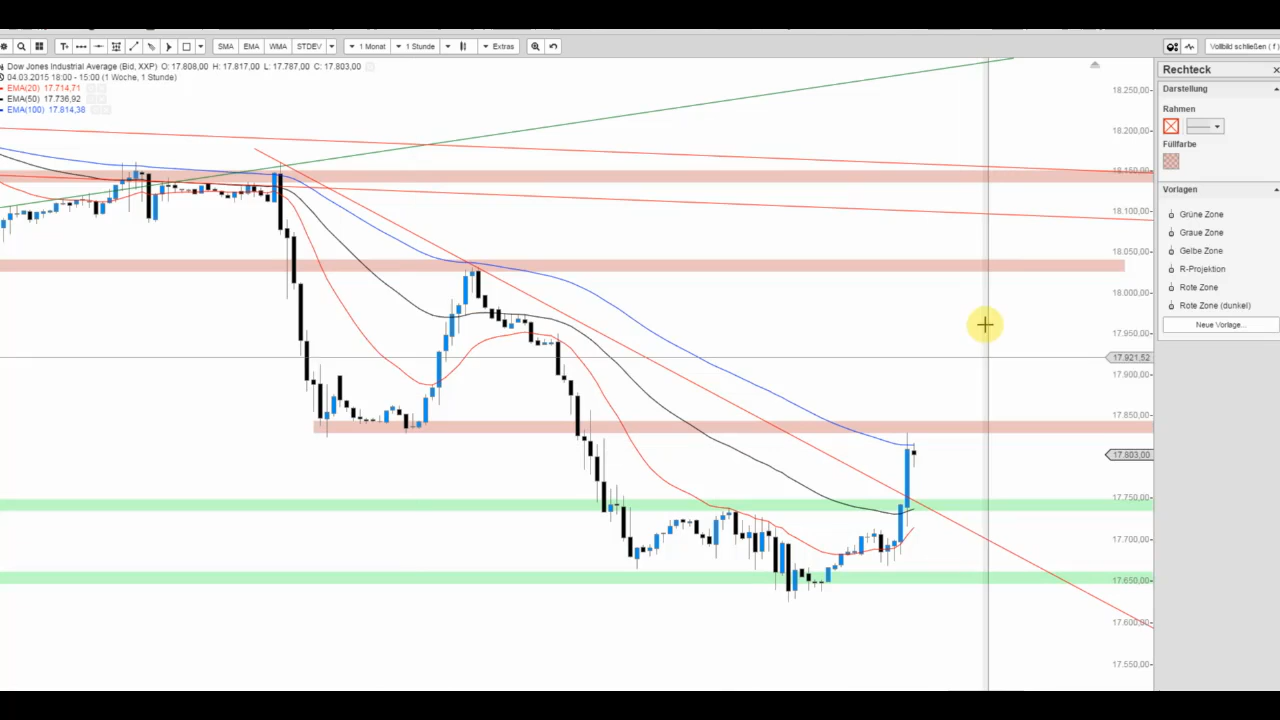 T SMA EMA WMA STDEV 1 Monat 1 Stunde Extras Vollbild schließen ( f )
Dow Jones Industrial Average (Bid, XXP) O: 17.808,00 H: 17.817,00 L: 17.787,00 C: 17.803,00
04.03.2015 18:00 - 15:00 (1 Woche, 1 Stunde)
EMA(20) 17.714,71
EMA(50) 17.736,92
EMA(100) 17.814,38
18.250,00
18.200,00
18.150,00
18.100,00
18.050,00
18.000,00
17.950,00
17.921,52
17.900,00
17.850,00
17.803,00
17.750,00
17.700,00
17.650,00
17.600,00
17.550,00
Rechteck
Darstellung
Rahmen
Füllfarbe
Vorlagen
Grüne Zone
Graue Zone
Gelbe Zone
R-Projektion
Rote Zone
Rote Zone (dunkel)
Neue Vorlage...